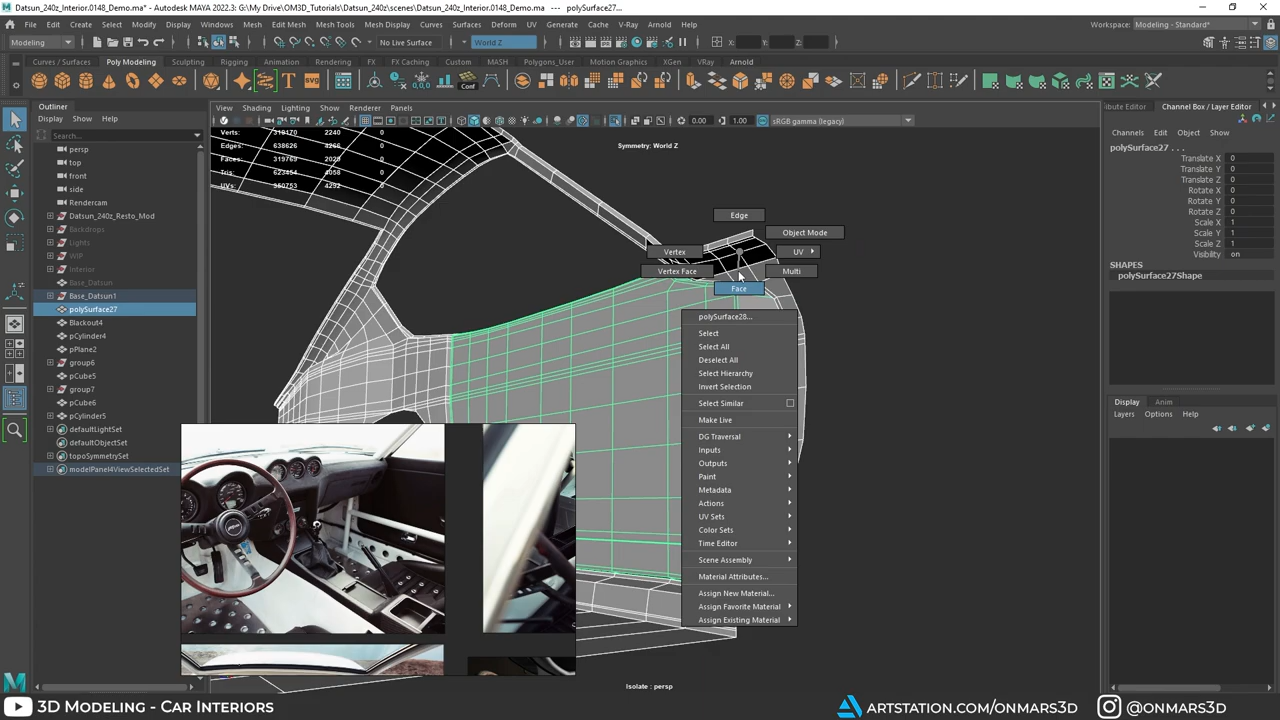 Datsun_240z_Interior.0148_Demo.ma* - Autodesk MAYA 2022.3: G:\My Drive\OM3D_Tutorials\Datsun_240z\scenes\Datsun_240z_Interior.0148_Demo.ma* --- polySurface27...
File Edit Create Select Modify Display Windows Mesh Edit Mesh Mesh Tools Mesh Display Curves Surfaces Deform UV Generate Cache V-Ray Arnold Help
Workspace: Modeling - Standard*
Modeling
No Live Surface
World Z
X:
Y:
Z:
Curves / Surfaces Poly Modeling Sculpting Rigging Animation Rendering FX FX Caching Custom MASH Polygons_User Motion Graphics XGen VRay Arnold
Outliner
Display Show Help
Search...
persp
top
front
side
Rendercam
Datsun_240z_Resto_Mod
Backdrops
Lights
WIP
Interior
Base_Datsun
Base_Datsun1
polySurface27
Blackout4
pCylinder4
pPlane2
group6
pCube5
group7
pCube6
pCylinder5
defaultLightSet
defaultObjectSet
topoSymmetrySet
modelPanel4ViewSelectedSet
View Shading Lighting Show Renderer Panels
0.00
1.00
sRGB gamma (legacy)
Verts: 319170 2240 0
Edges: 638626 4266 0
Faces: 319769 2029 0
Tris: 623454 4058 0
UVs: 380753 4292 0
Symmetry: World Z
Edge
Object Mode
Vertex
UV
Vertex Face
Multi
Face
polySurface28...
Select
Select All
Deselect All
Select Hierarchy
Invert Selection
Select Similar
Make Live
DG Traversal
Inputs
Outputs
Paint
Metadata
Actions
UV Sets
Color Sets
Time Editor
Scene Assembly
Material Attributes...
Assign New Material...
Assign Favorite Material
Assign Existing Material
Isolate : persp
bute Editor
Channel Box / Layer Editor
Channels Edit Object Show
polySurface27 . . .
Translate X 0
Translate Y 0
Translate Z 0
Rotate X 0
Rotate Y 0
Rotate Z 0
Scale X 1
Scale Y 1
Scale Z 1
Visibility on
SHAPES
polySurface27Shape
Display Anim
Layers Options Help
3D Modeling - Car Interiors
ARTSTATION.COM/ONMARS3D
@ONMARS3D